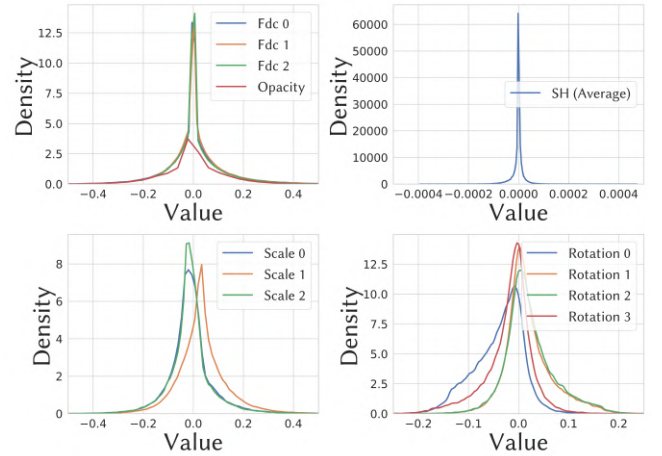 Density
12.5
10.0
7.5
5.0
2.5
0.0
−0.4 −0.2 0.0 0.2 0.4
Value
Fdc 0
Fdc 1
Fdc 2
Opacity
Density
60000
50000
40000
30000
20000
10000
0
−0.0004 −0.0002 0.0000 0.0002 0.0004
Value
SH (Average)
Density
8
6
4
2
0
−0.4 −0.2 0.0 0.2 0.4
Value
Scale 0
Scale 1
Scale 2
Density
12.5
10.0
7.5
5.0
2.5
0.0
−0.2 −0.1 0.0 0.1 0.2
Value
Rotation 0
Rotation 1
Rotation 2
Rotation 3